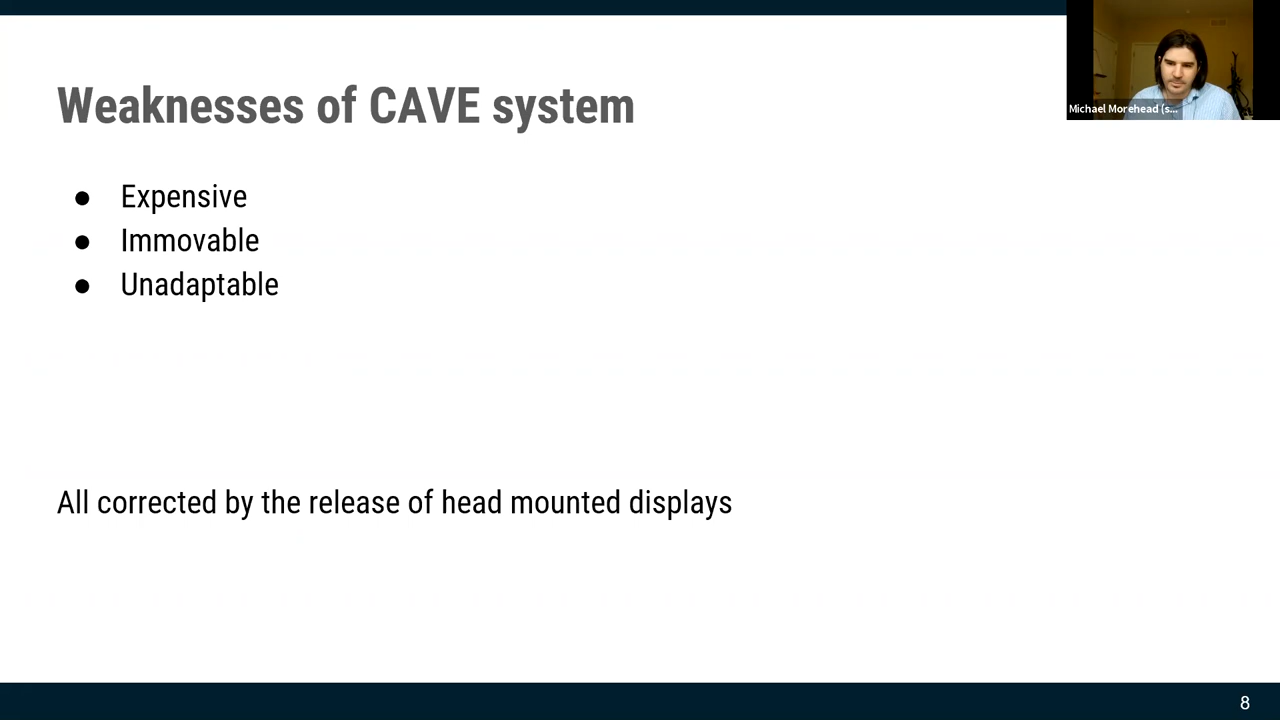 Weaknesses of CAVE system
Michael Morehead (s...
● Expensive
● Immovable
● Unadaptable
All corrected by the release of head mounted displays
8